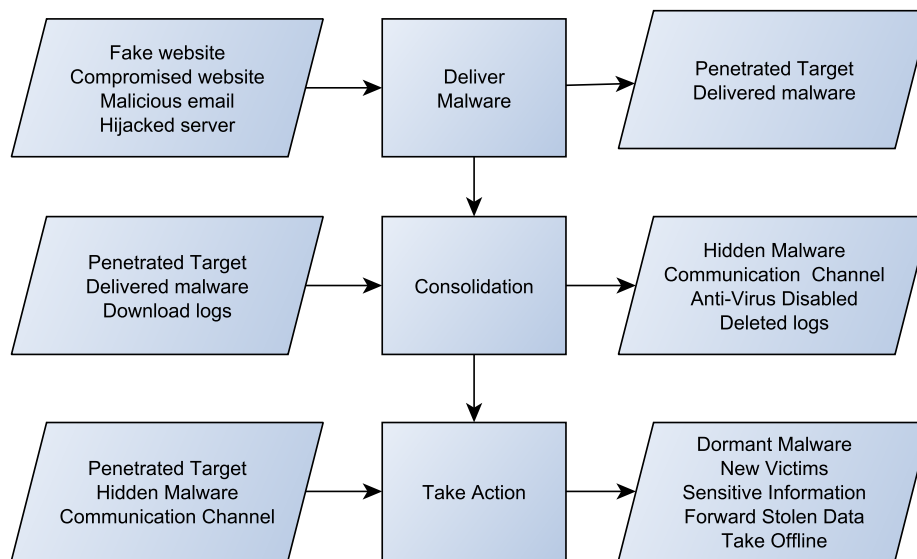 Fake website
Compromised website
Malicious email
Hijacked server
Deliver
Malware
Penetrated Target
Delivered malware
Penetrated Target
Delivered malware
Download logs
Consolidation
Hidden Malware
Communication Channel
Anti-Virus Disabled
Deleted logs
Penetrated Target
Hidden Malware
Communication Channel
Take Action
Dormant Malware
New Victims
Sensitive Information
Forward Stolen Data
Take Offline